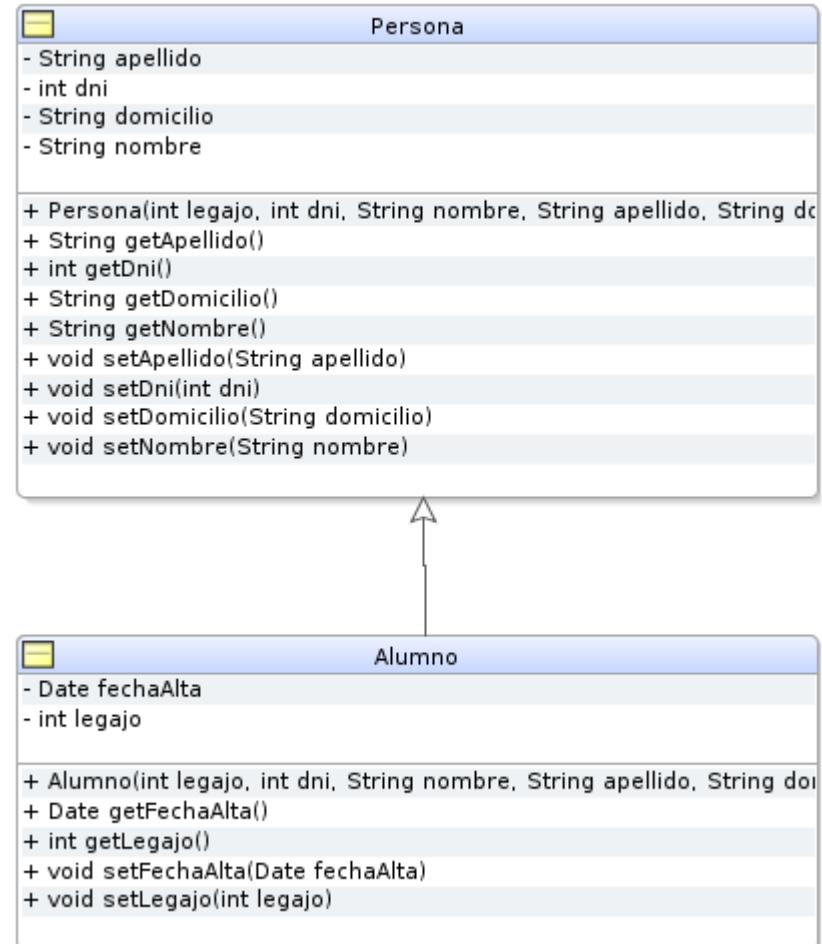 Persona
- String apellido
- int dni
- String domicilio
- String nombre
+ Persona(int legajo, int dni, String nombre, String apellido, String
+ String getApellido()
+ int getDni()
+ String getDomicilio()
+ String getNombre()
+ void setApellido(String apellido)
+ void setDni(int dni)
+ void setDomicilio(String domicilio)
+ void setNombre(String nombre)
Alumno
- Date fechaAlta
- int legajo
+ Alumno(int legajo, int dni, String nombre, String apellido, String
+ Date getFechaAlta()
+ int getLegajo()
+ void setFechaAlta(Date fechaAlta)
+ void setLegajo(int legajo)